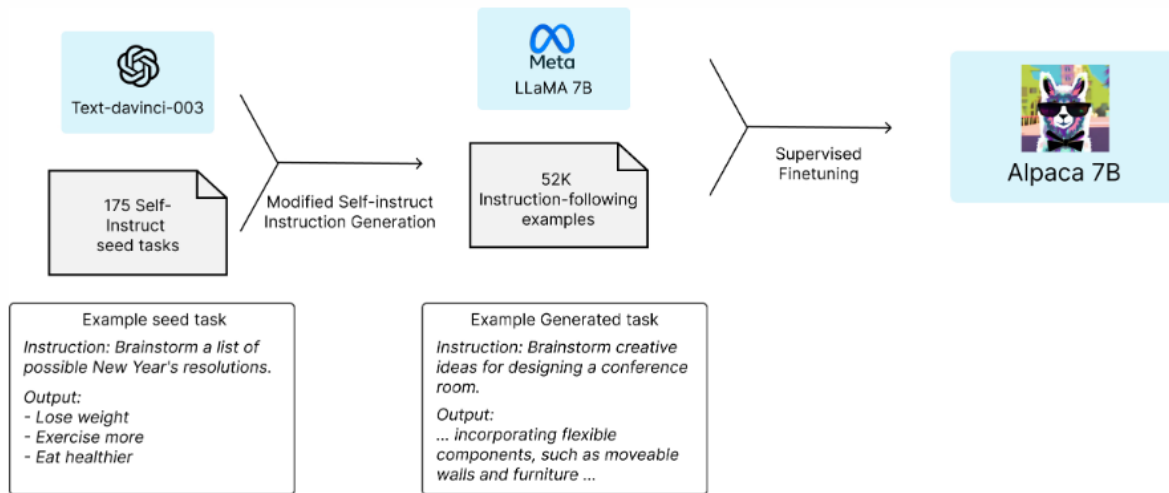 Text-davinci-003
175 Self-
Instruct
seed tasks
Modified Self-instruct
Instruction Generation
Meta
LLaMA 7B
52K
Instruction-following
examples
Supervised
Finetuning
Alpaca 7B
Example seed task
Instruction: Brainstorm a list of
possible New Year's resolutions.
Output:
- Lose weight
- Exercise more
- Eat healthier
Example Generated task
Instruction: Brainstorm creative
ideas for designing a conference
room.
Output:
... incorporating flexible
components, such as moveable
walls and furniture ...